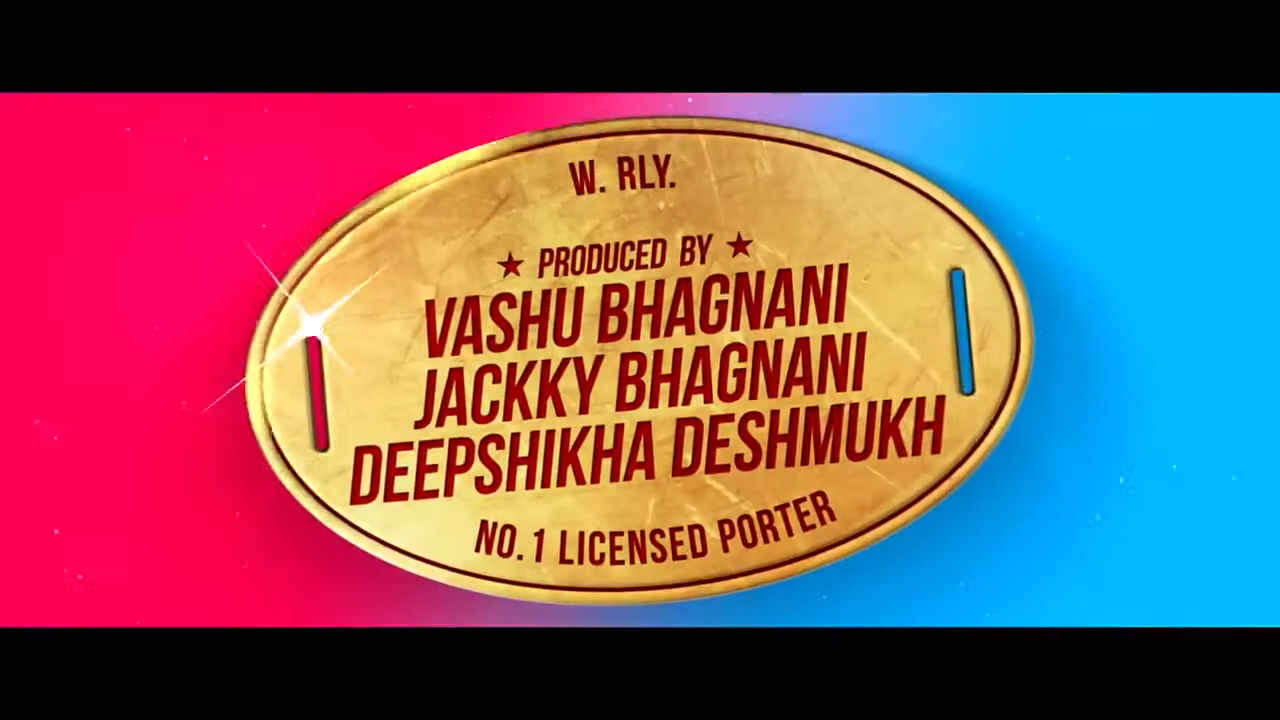 W. RLY.
★ PRODUCED BY ★
VASHU BHAGNANI
JACKKY BHAGNANI
DEEPSHIKHA DESHMUKH
NO. 1 LICENSED PORTER